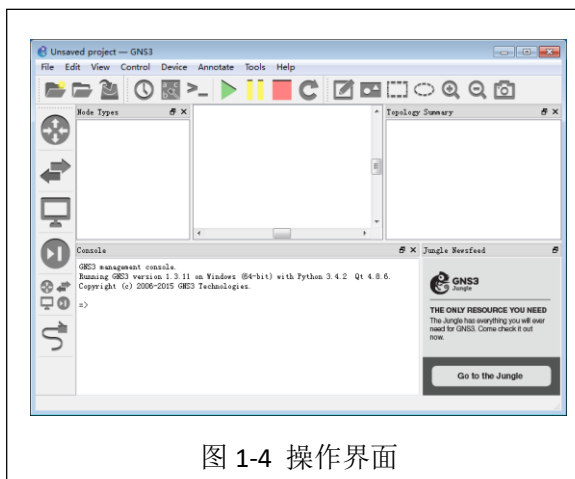 Unsaved project — GNS3
File Edit View Control Device Annotate Tools Help
Node Types
Topology Summary
Console
GNS3 management console.
Running GNS3 version 1.3.11 on Windows (64-bit) with Python 3.4.2 Qt 4.8.6.
Copyright (c) 2006-2015 GNS3 Technologies.
=>
Jungle Newsfeed
GNS3
Jungle
THE ONLY RESOURCE YOU NEED
The Jungle has everything you will ever
need for GNS3. Come check it out
now.
Go to the Jungle
图 1-4 操作界面